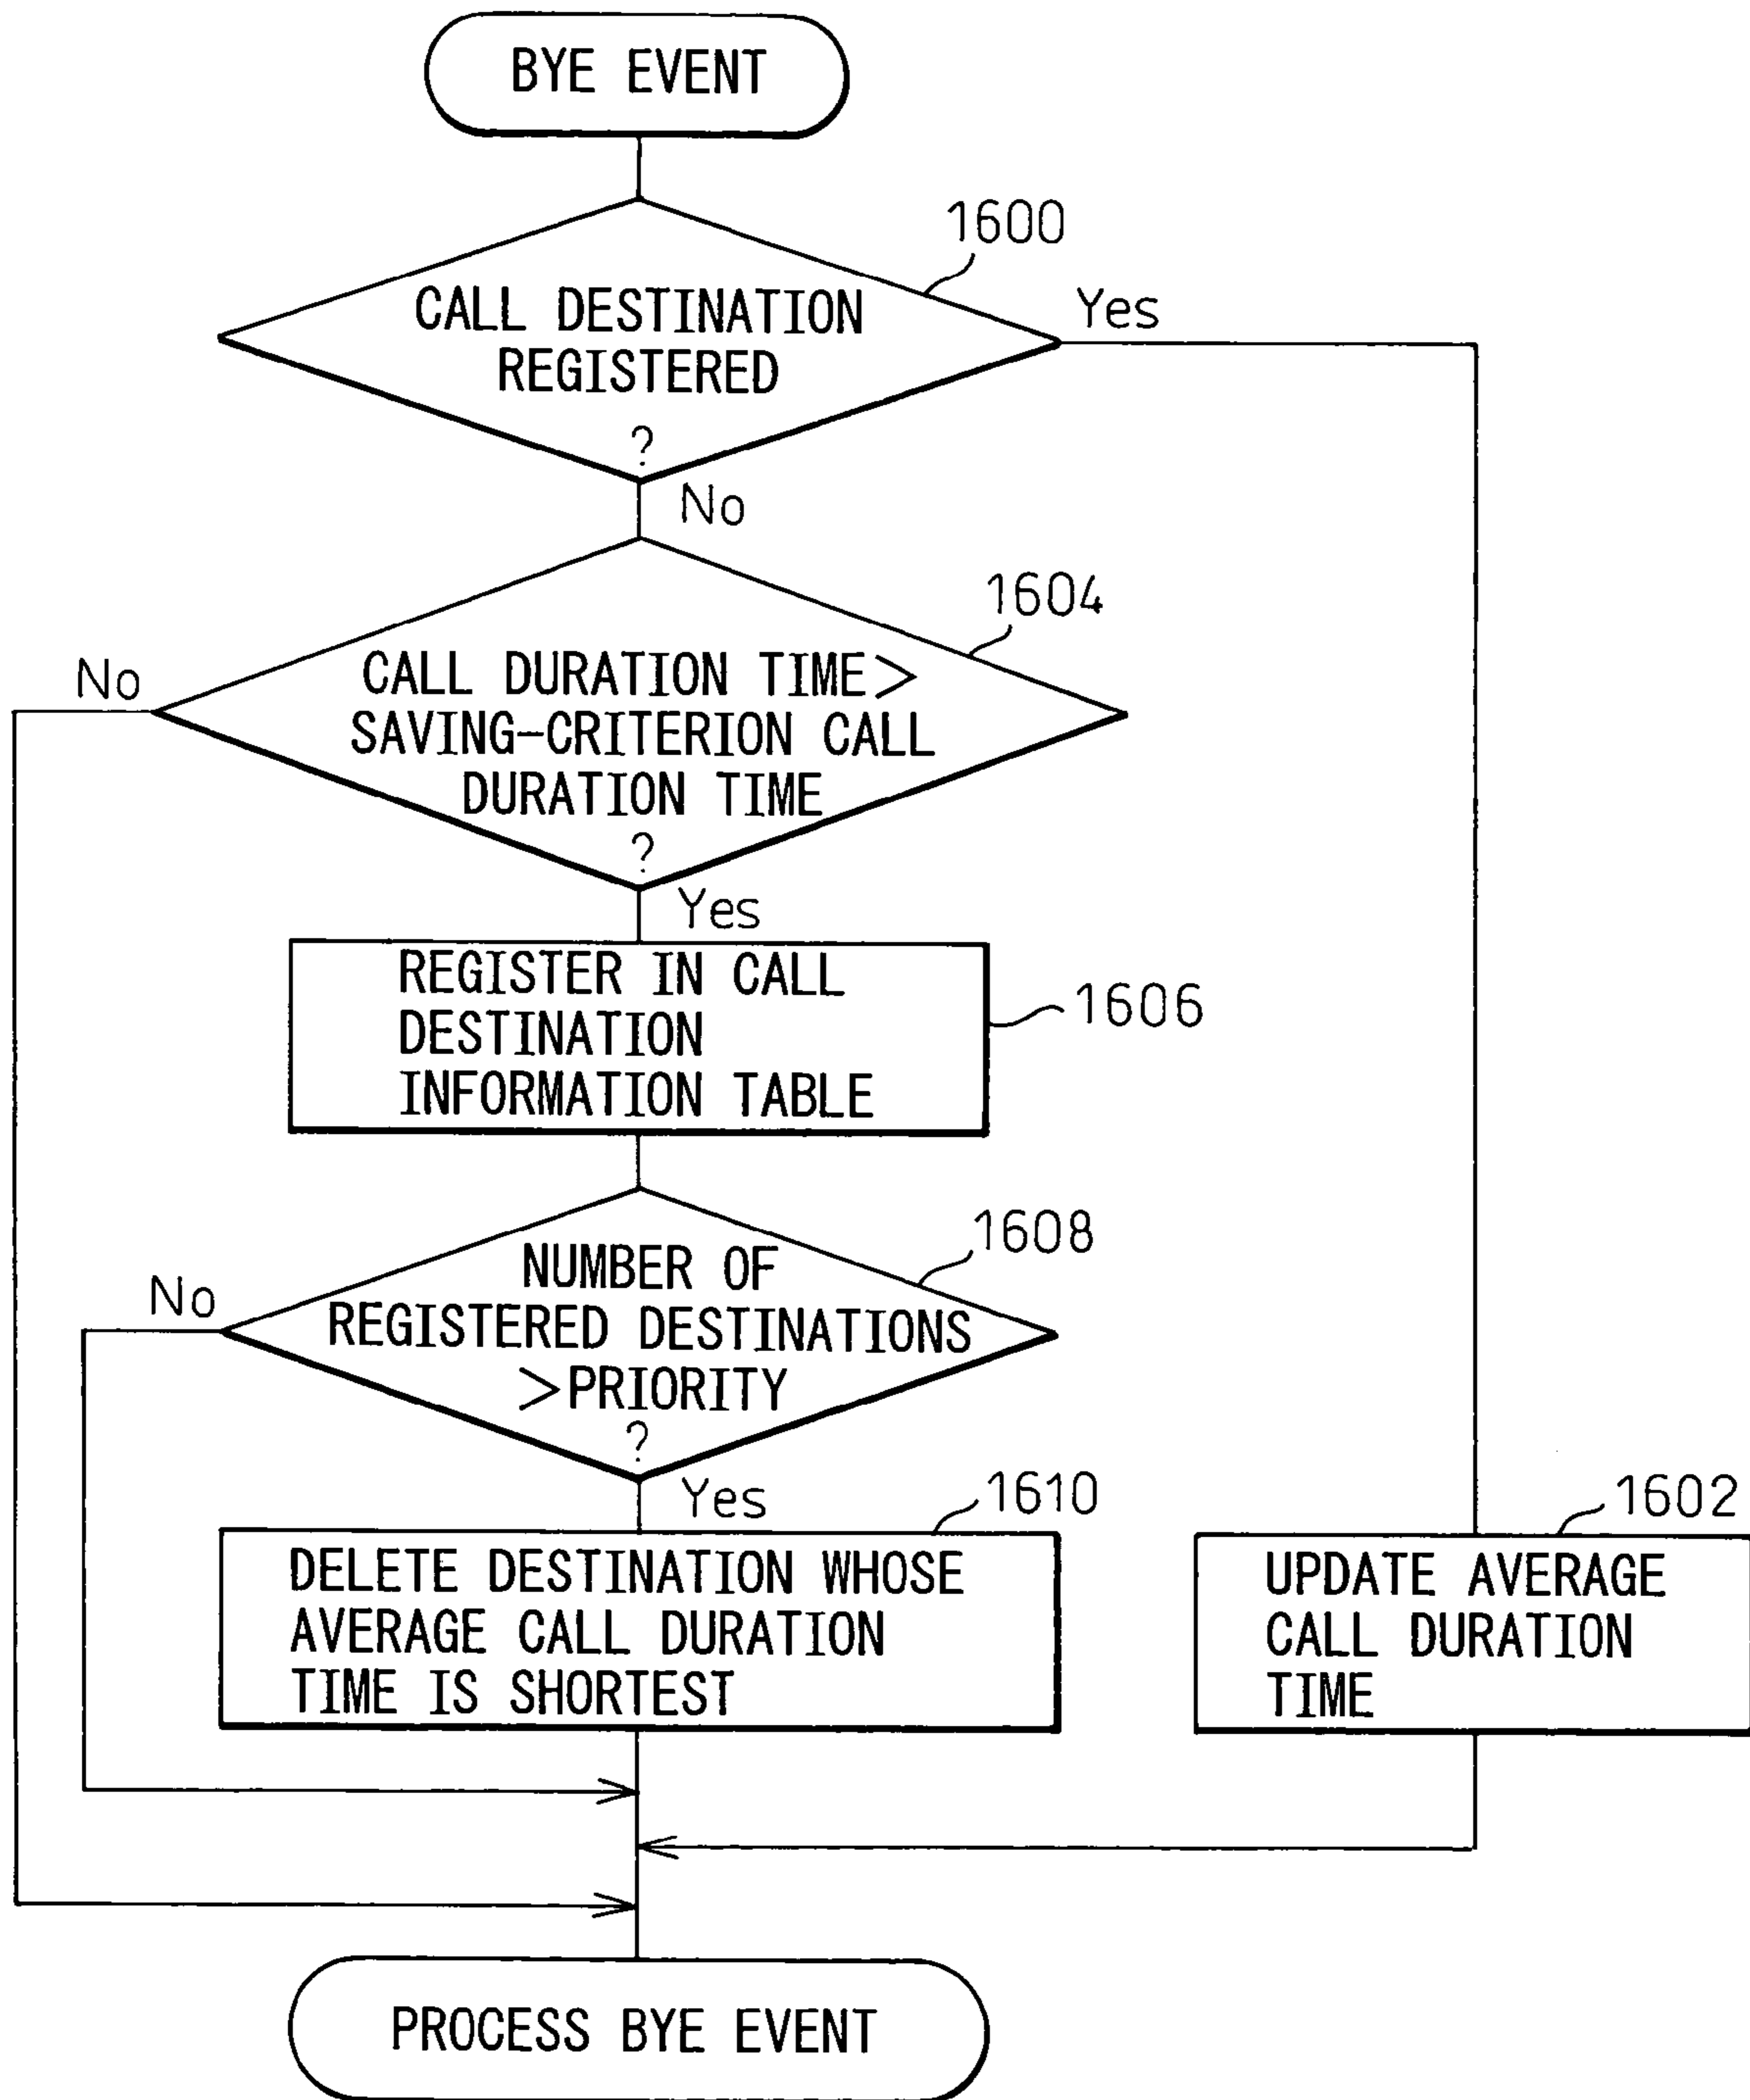 BYE EVENT
1600
CALL DESTINATION
REGISTERED
?
Yes
No
1604
CALL DURATION TIME>
SAVING-CRITERION CALL
DURATION TIME
?
No
Yes
REGISTER IN CALL
DESTINATION
INFORMATION TABLE
1606
1608
NUMBER OF
REGISTERED DESTINATIONS
>PRIORITY
?
No
Yes
1610
DELETE DESTINATION WHOSE
AVERAGE CALL DURATION
TIME IS SHORTEST
1602
UPDATE AVERAGE
CALL DURATION
TIME
PROCESS BYE EVENT